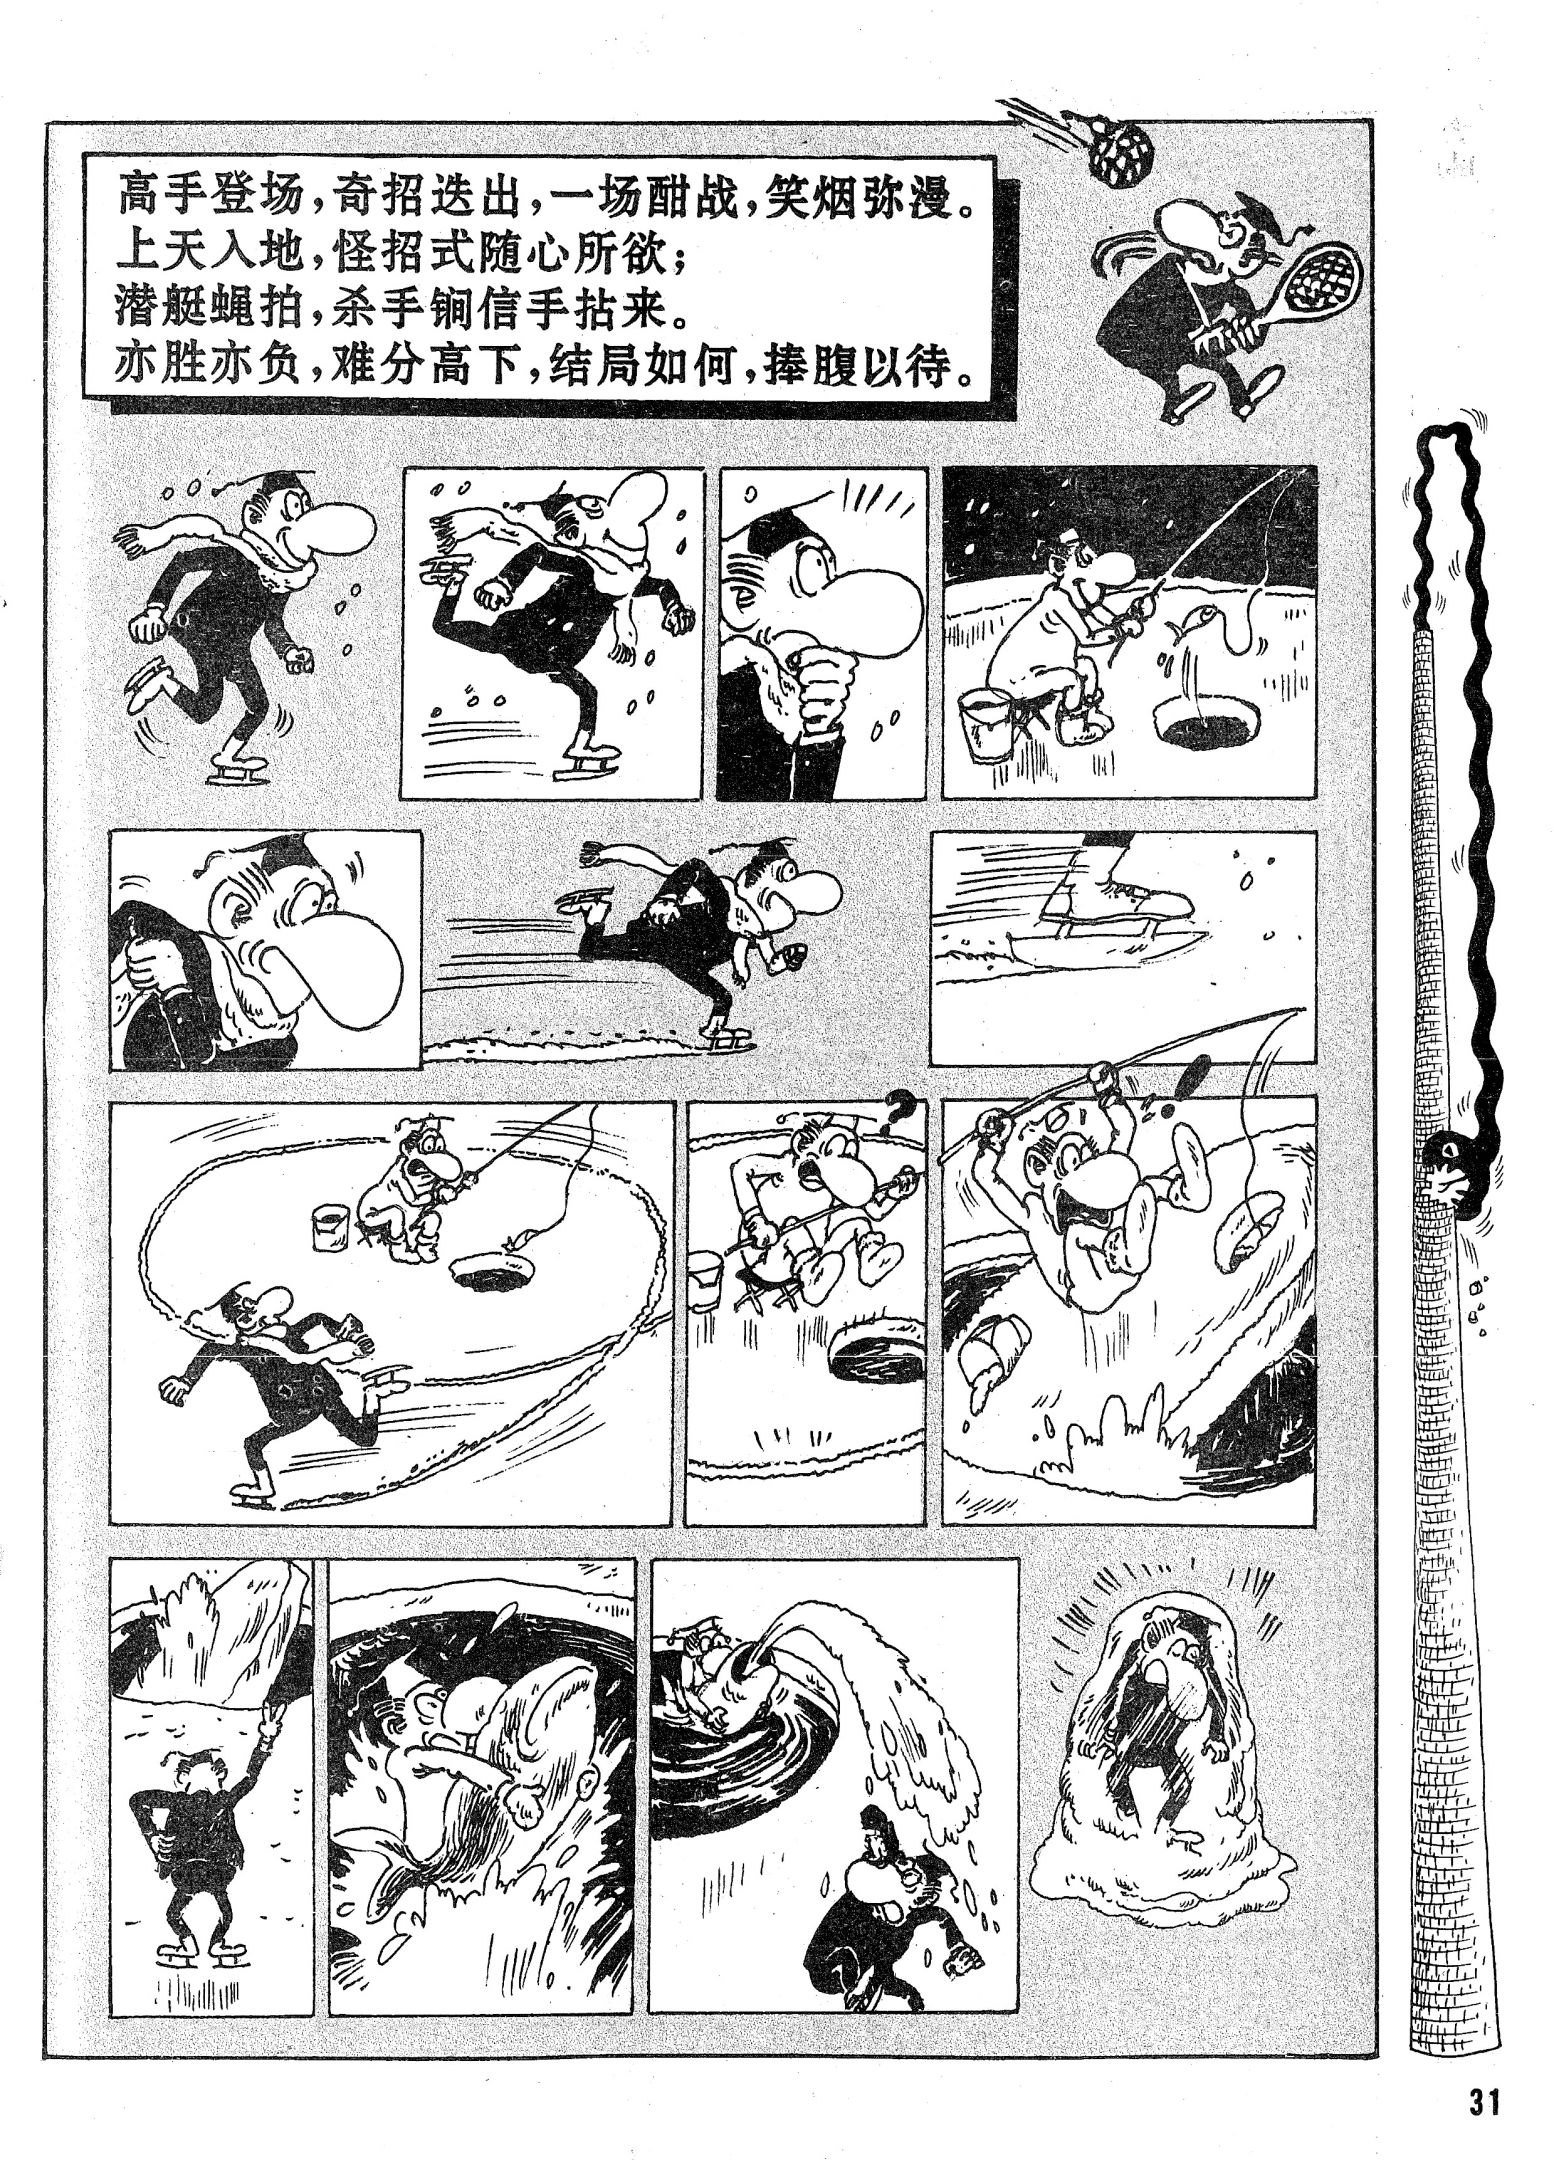 高手登场，奇招迭出，一场酣战，笑烟弥漫。
上天入地，怪招式随心所欲；
潜艇蝇拍，杀手锏信手拈来。
亦胜亦负，难分高下，结局如何，捧腹以待。
?
!
31